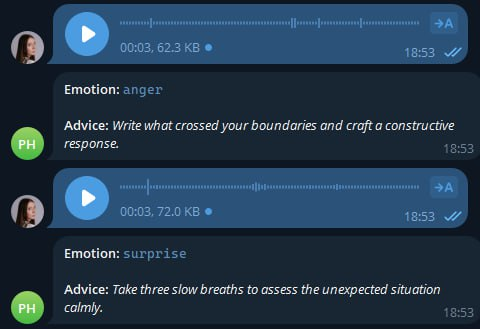 →A
00:03, 62.3 KB
18:53
Emotion: anger
Advice: Write what crossed your boundaries and craft a constructive
response.
PH
18:53
→A
00:03, 72.0 KB
18:53
Emotion: surprise
Advice: Take three slow breaths to assess the unexpected situation
calmly.
PH
18:53